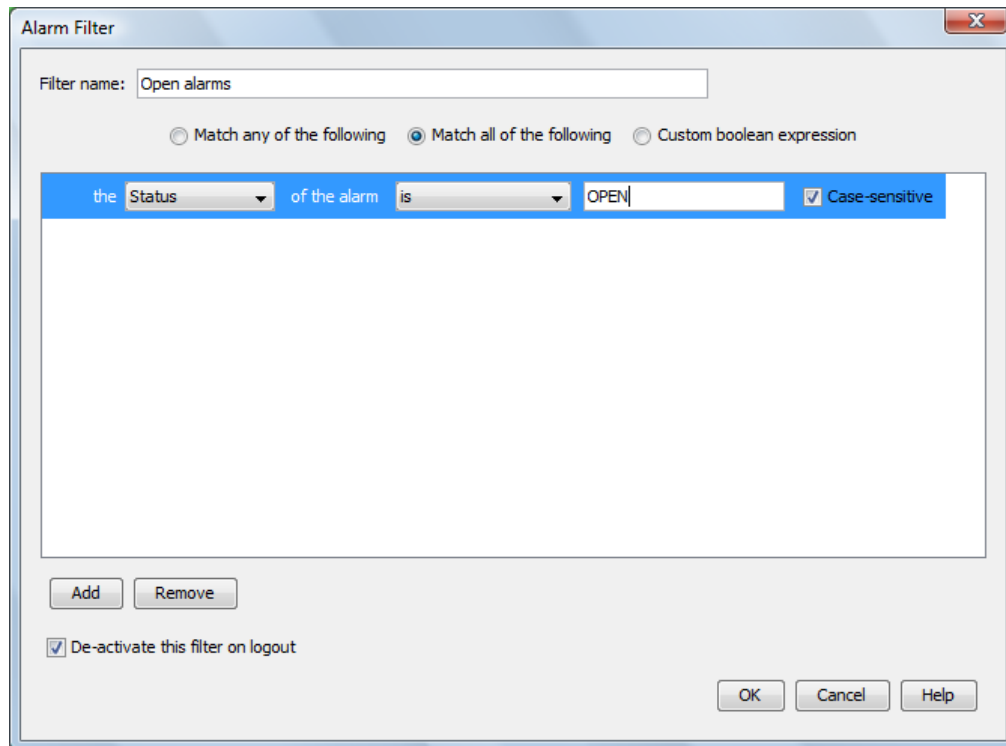 Alarm Filter
Filter name: Open alarms
Match any of the following Match all of the following Custom boolean expression
the Status of the alarm is OPEN Case-sensitive
Add Remove
De-activate this filter on logout
OK Cancel Help